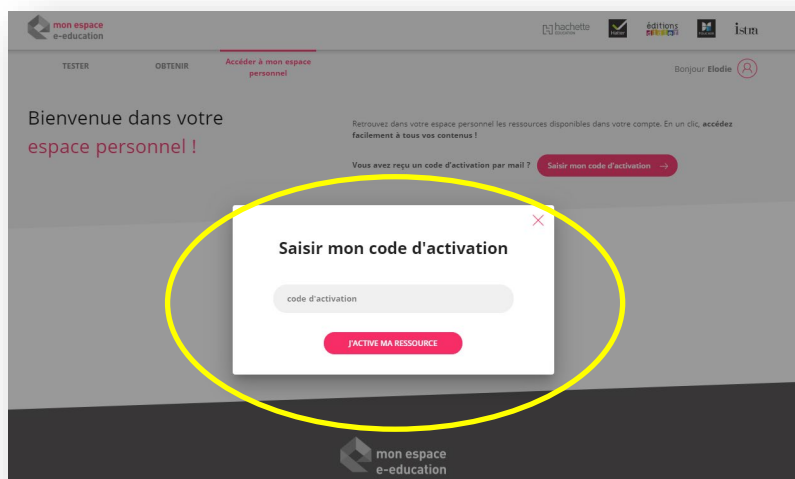 mon espace
e-education
hachette
ÉDUCATION
Hatier
éditions
istra
TESTER
OBTENIR
Accéder à mon espace
personnel
Bonjour Elodie
Bienvenue dans votre
espace personnel !
Retrouvez dans votre espace personnel les ressources disponibles dans votre compte. En un clic, accédez
facilement à tous vos contenus !
Vous avez reçu un code d'activation par mail ?
Saisir mon code d'activation →
Saisir mon code d'activation
code d'activation
J'ACTIVE MA RESSOURCE
mon espace
e-education